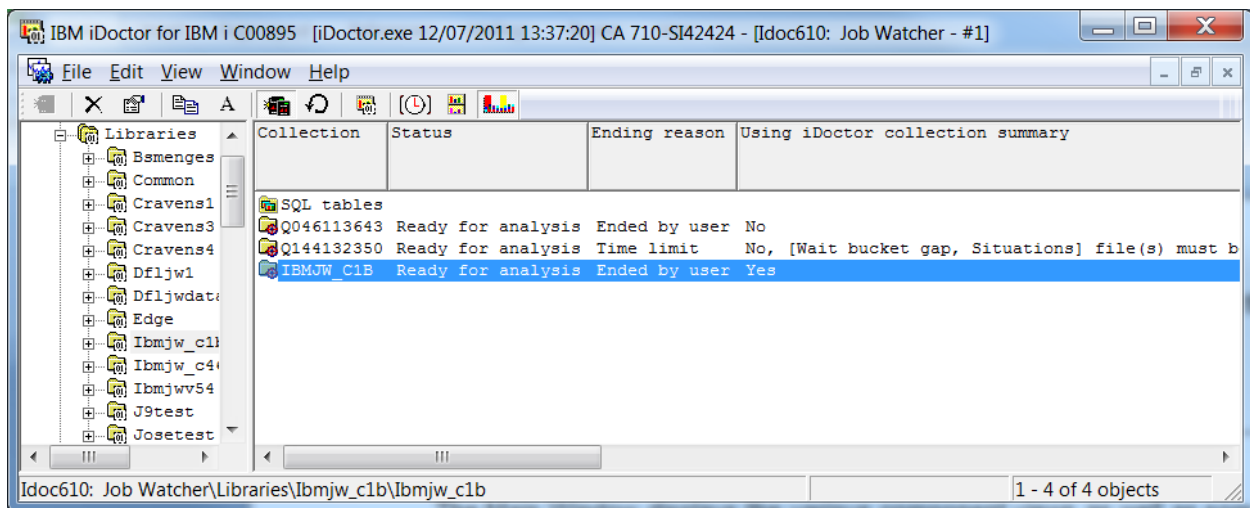 IBM iDoctor for IBM i C00895 [iDoctor.exe 12/07/2011 13:37:20] CA 710-SI42424 - [Idoc610: Job Watcher - #1]
File Edit View Window Help
Libraries
Bsmenges
Common
Cravens1
Cravens3
Cravens4
Dfljw1
Dfljwdata
Edge
Ibmjw_c1
Ibmjw_c4
Ibmjwv54
J9test
Josetest
Collection Status Ending reason Using iDoctor collection summary
SQL tables
Q046113643 Ready for analysis Ended by user No
Q144132350 Ready for analysis Time limit No, [Wait bucket gap, Situations] file(s) must b
IBMJW_C1B Ready for analysis Ended by user Yes
Idoc610: Job Watcher\Libraries\Ibmjw_c1b\Ibmjw_c1b 1 - 4 of 4 objects